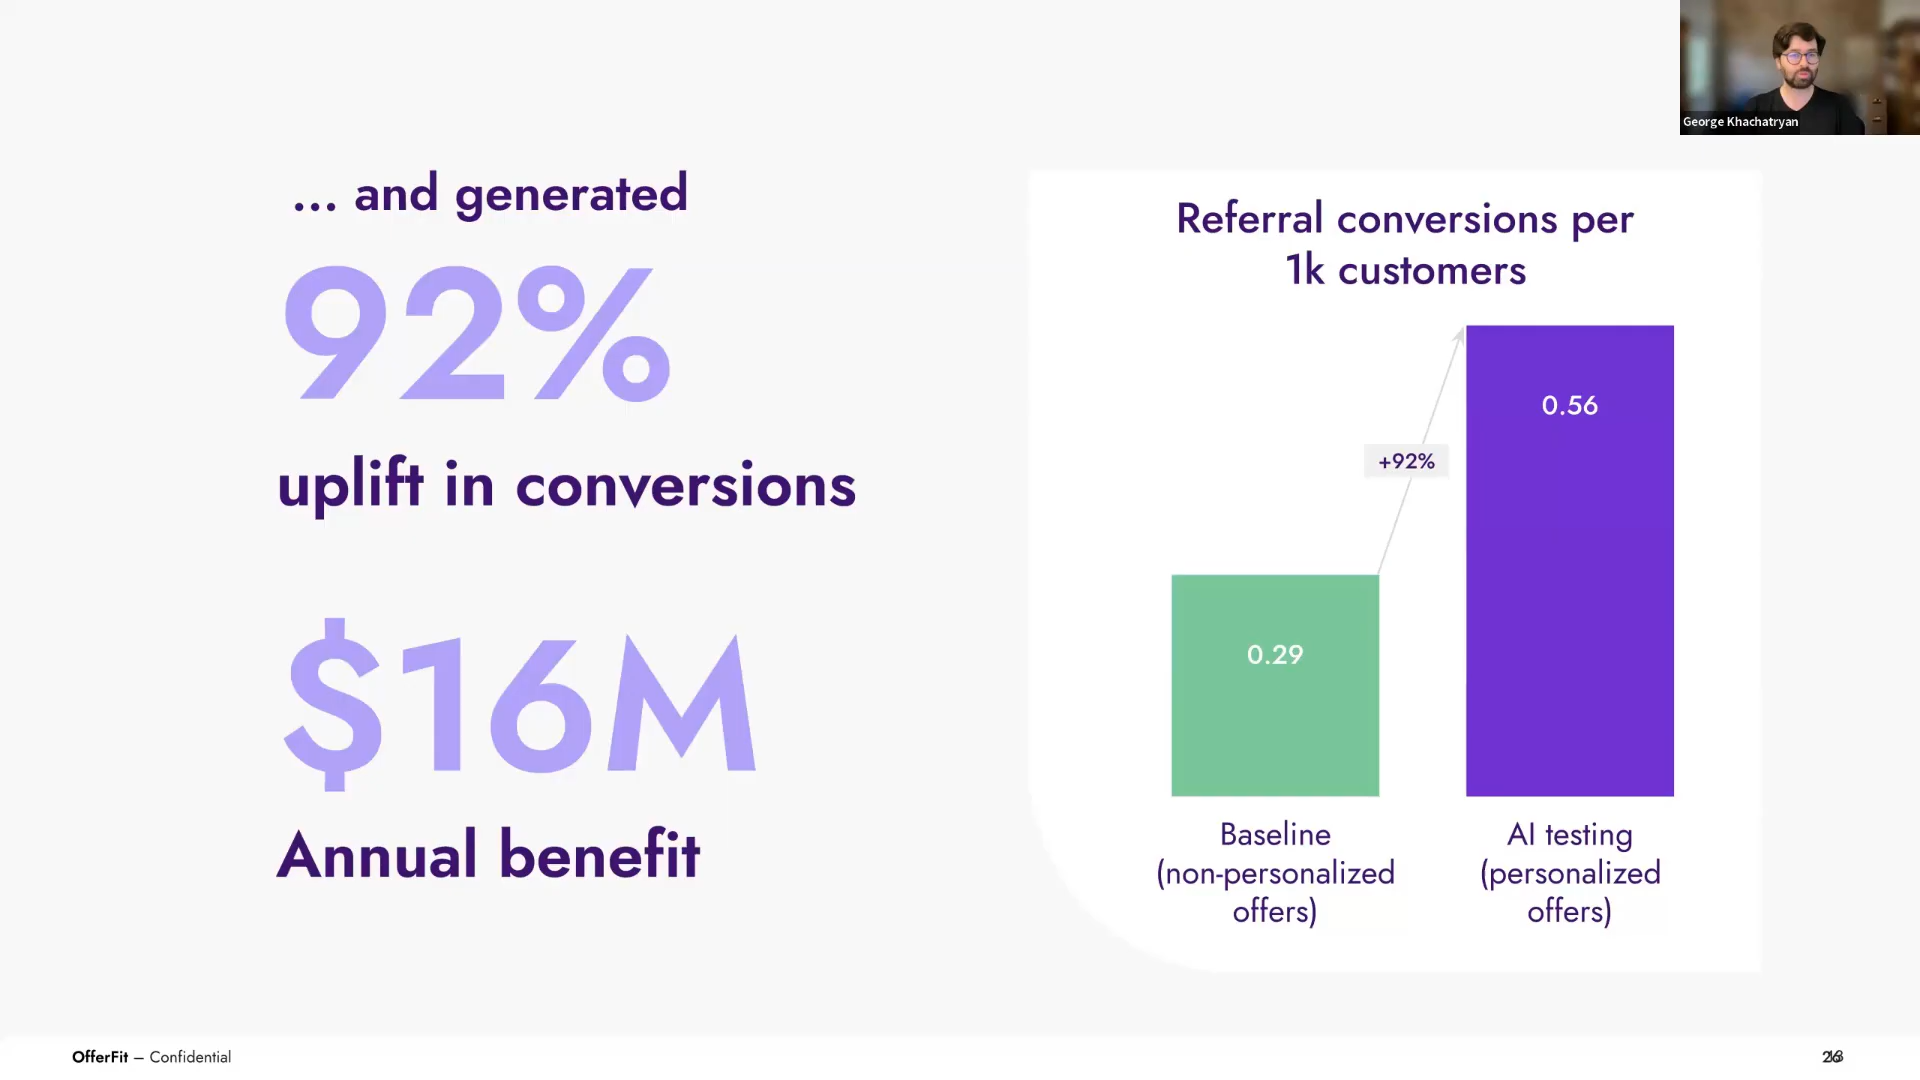 George Khachatryan
... and generated
92%
uplift in conversions
$16M
Annual benefit
Referral conversions per
1k customers
0.56
+92%
0.29
Baseline
(non-personalized
offers)
AI testing
(personalized
offers)
OfferFit – Confidential